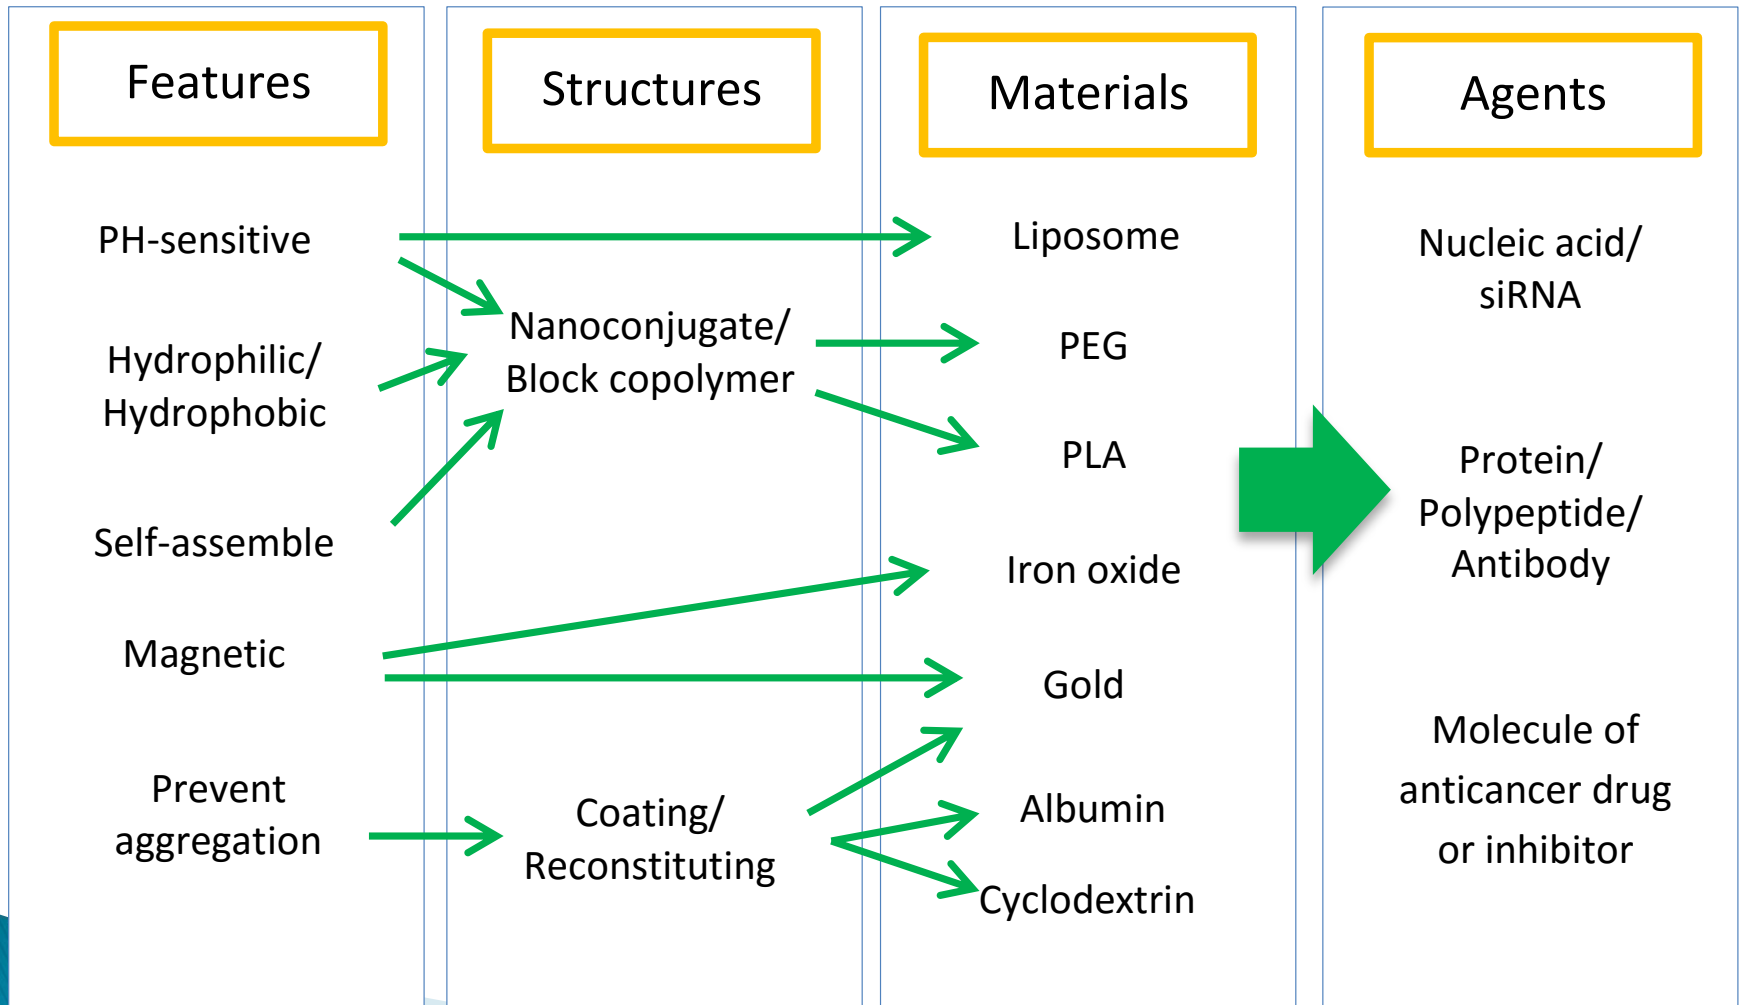 Features
PH-sensitive
Hydrophilic/
Hydrophobic
Self-assemble
Magnetic
Prevent
aggregation
Structures
Nanoconjugate/
Block copolymer
Coating/
Reconstituting
Materials
Liposome
PEG
PLA
Iron oxide
Gold
Albumin
Cyclodextrin
Agents
Nucleic acid/
siRNA
Protein/
Polypeptide/
Antibody
Molecule of
anticancer drug
or inhibitor